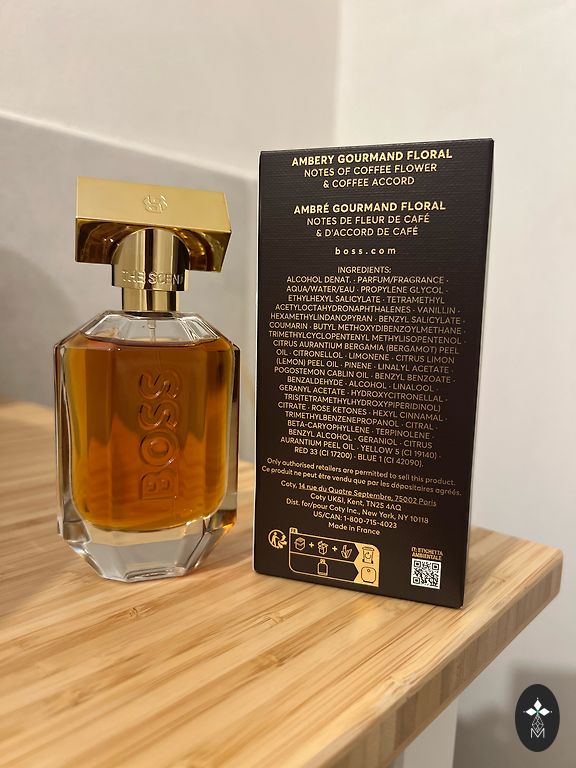 THE SCENT
BOSS
AMBERY GOURMAND FLORAL
NOTES OF COFFEE FLOWER
& COFFEE ACCORD
AMBRÉ GOURMAND FLORAL
NOTES DE FLEUR DE CAFÉ
& D'ACCORD DE CAFÉ
boss.com
INGREDIENTS:
ALCOHOL DENAT. · PARFUM/FRAGRANCE ·
AQUA/WATER/EAU · PROPYLENE GLYCOL ·
ETHYLHEXYL SALICYLATE · TETRAMETHYL
ACETYLOCTAHYDRONAPHTHALENES · VANILLIN ·
HEXAMETHYLINDANOPYRAN · BENZYL SALICYLATE ·
COUMARIN · BUTYL METHOXYDIBENZOYLMETHANE ·
TRIMETHYLCYCLOPENTENYL METHYLISOPENTENOL ·
CITRUS AURANTIUM BERGAMIA (BERGAMOT) PEEL
OIL · CITRONELLOL · LIMONENE · CITRUS LIMON
(LEMON) PEEL OIL · PINENE · LINALYL ACETATE ·
POGOSTEMON CABLIN OIL · BENZYL BENZOATE ·
BENZALDEHYDE · ALCOHOL · LINALOOL ·
GERANYL ACETATE · HYDROXYCITRONELLAL ·
TRIS(TETRAMETHYLHYDROXYPIPERIDINOL)
CITRATE · ROSE KETONES · HEXYL CINNAMAL ·
TRIMETHYLBENZENEPROPANOL · CITRAL ·
BETA-CARYOPHYLLENE · TERPINOLENE ·
BENZYL ALCOHOL · GERANIOL · CITRUS
AURANTIUM PEEL OIL · YELLOW 5 (CI 19140) ·
RED 33 (CI 17200) · BLUE 1 (CI 42090).
Only authorised retailers are permitted to sell this product.
Ce produit ne peut être vendu que par les dépositaires agréés.
Coty, 14 rue du Quatre Septembre, 75002 Paris
Coty UK&I, Kent, TN25 4AQ
Dist. for/pour Coty Inc., New York, NY 10118
US/CAN: 1-800-715-4023
Made in France
FR
IT: ETICHETTA
AMBIENTALE
M